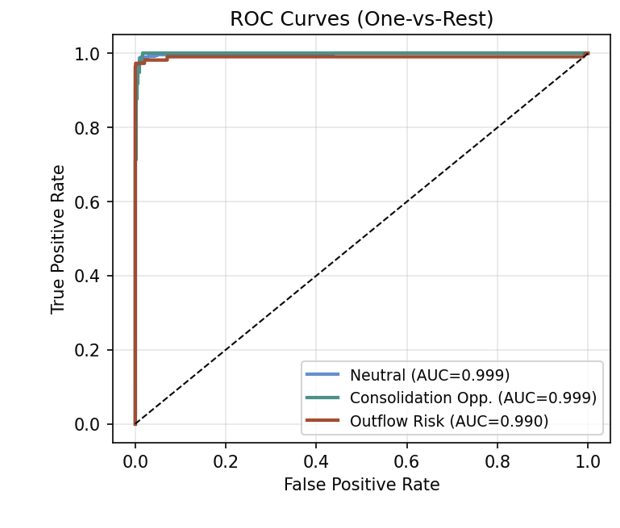 ROC Curves (One-vs-Rest)
True Positive Rate
1.0
0.8
0.6
0.4
0.2
0.0
0.0 0.2 0.4 0.6 0.8 1.0
False Positive Rate
Neutral (AUC=0.999)
Consolidation Opp. (AUC=0.999)
Outflow Risk (AUC=0.990)